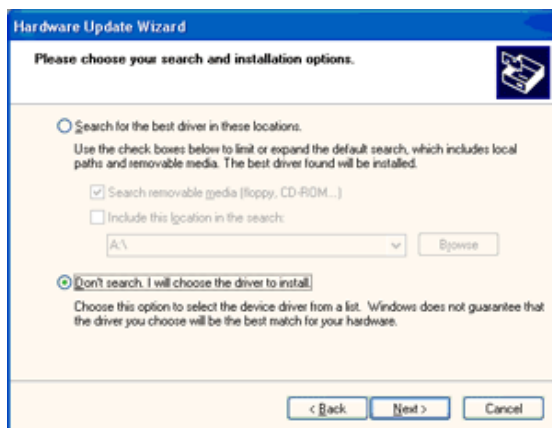 Hardware Update Wizard
Please choose your search and installation options.
Search for the best driver in these locations.
Use the check boxes below to limit or expand the default search, which includes local
paths and removable media. The best driver found will be installed.
Search removable media (floppy, CD-ROM...)
Include this location in the search:
A:\
Browse
Don't search. I will choose the driver to install.
Choose this option to select the device driver from a list. Windows does not guarantee that
the driver you choose will be the best match for your hardware.
< Back
Next >
Cancel